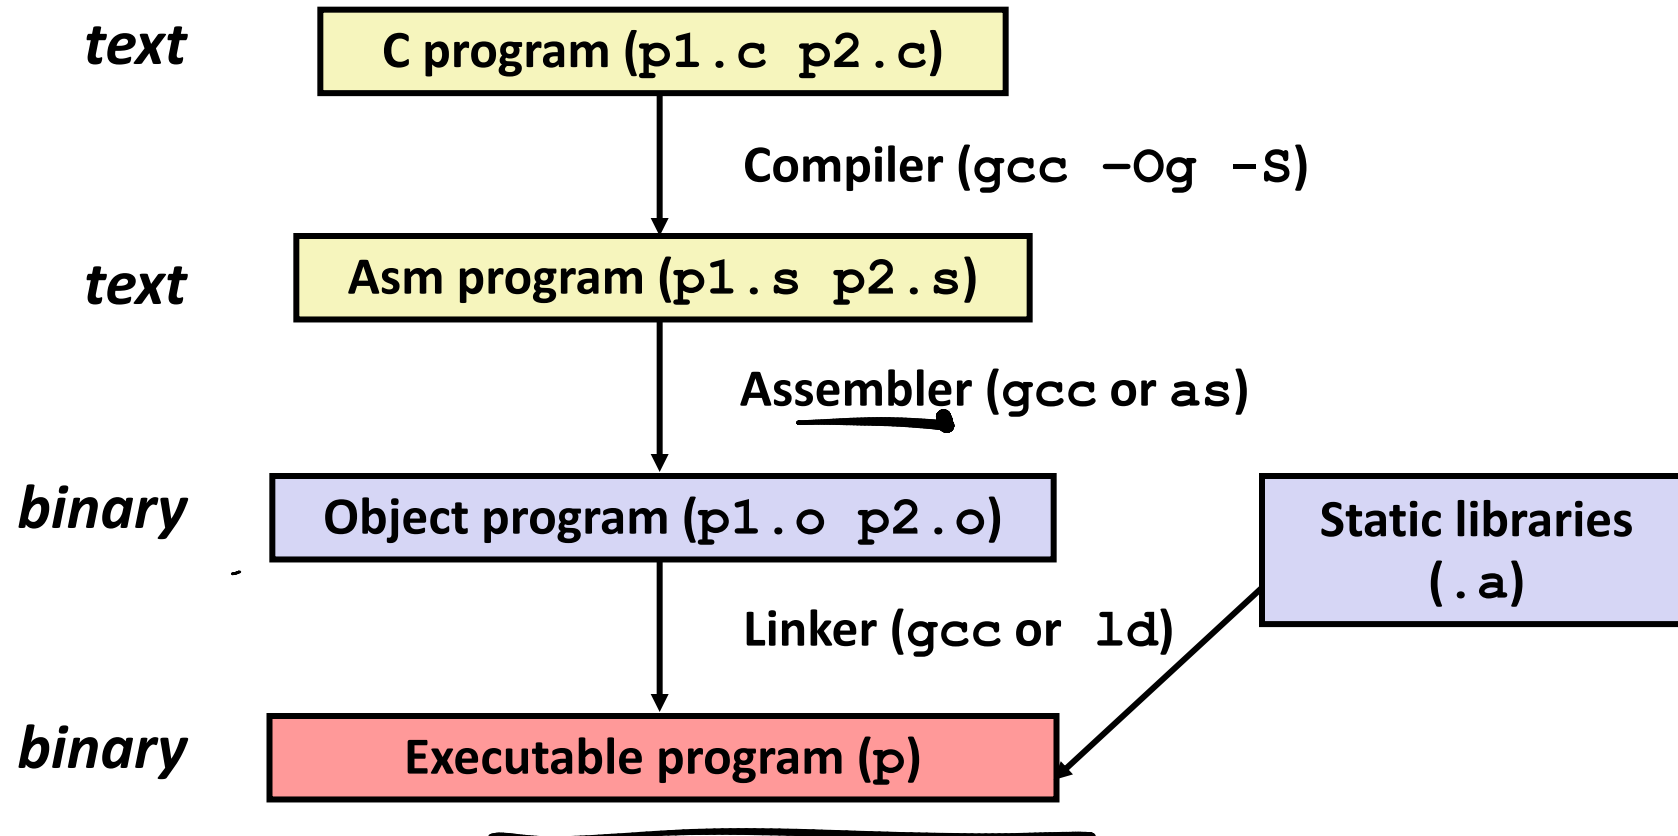 text
C program (p1.c p2.c)
Compiler (gcc –Og -S)
text
Asm program (p1.s p2.s)
Assembler (gcc or as)
binary
Object program (p1.o p2.o)
Static libraries
(.a)
Linker (gcc or ld)
binary
Executable program (p)